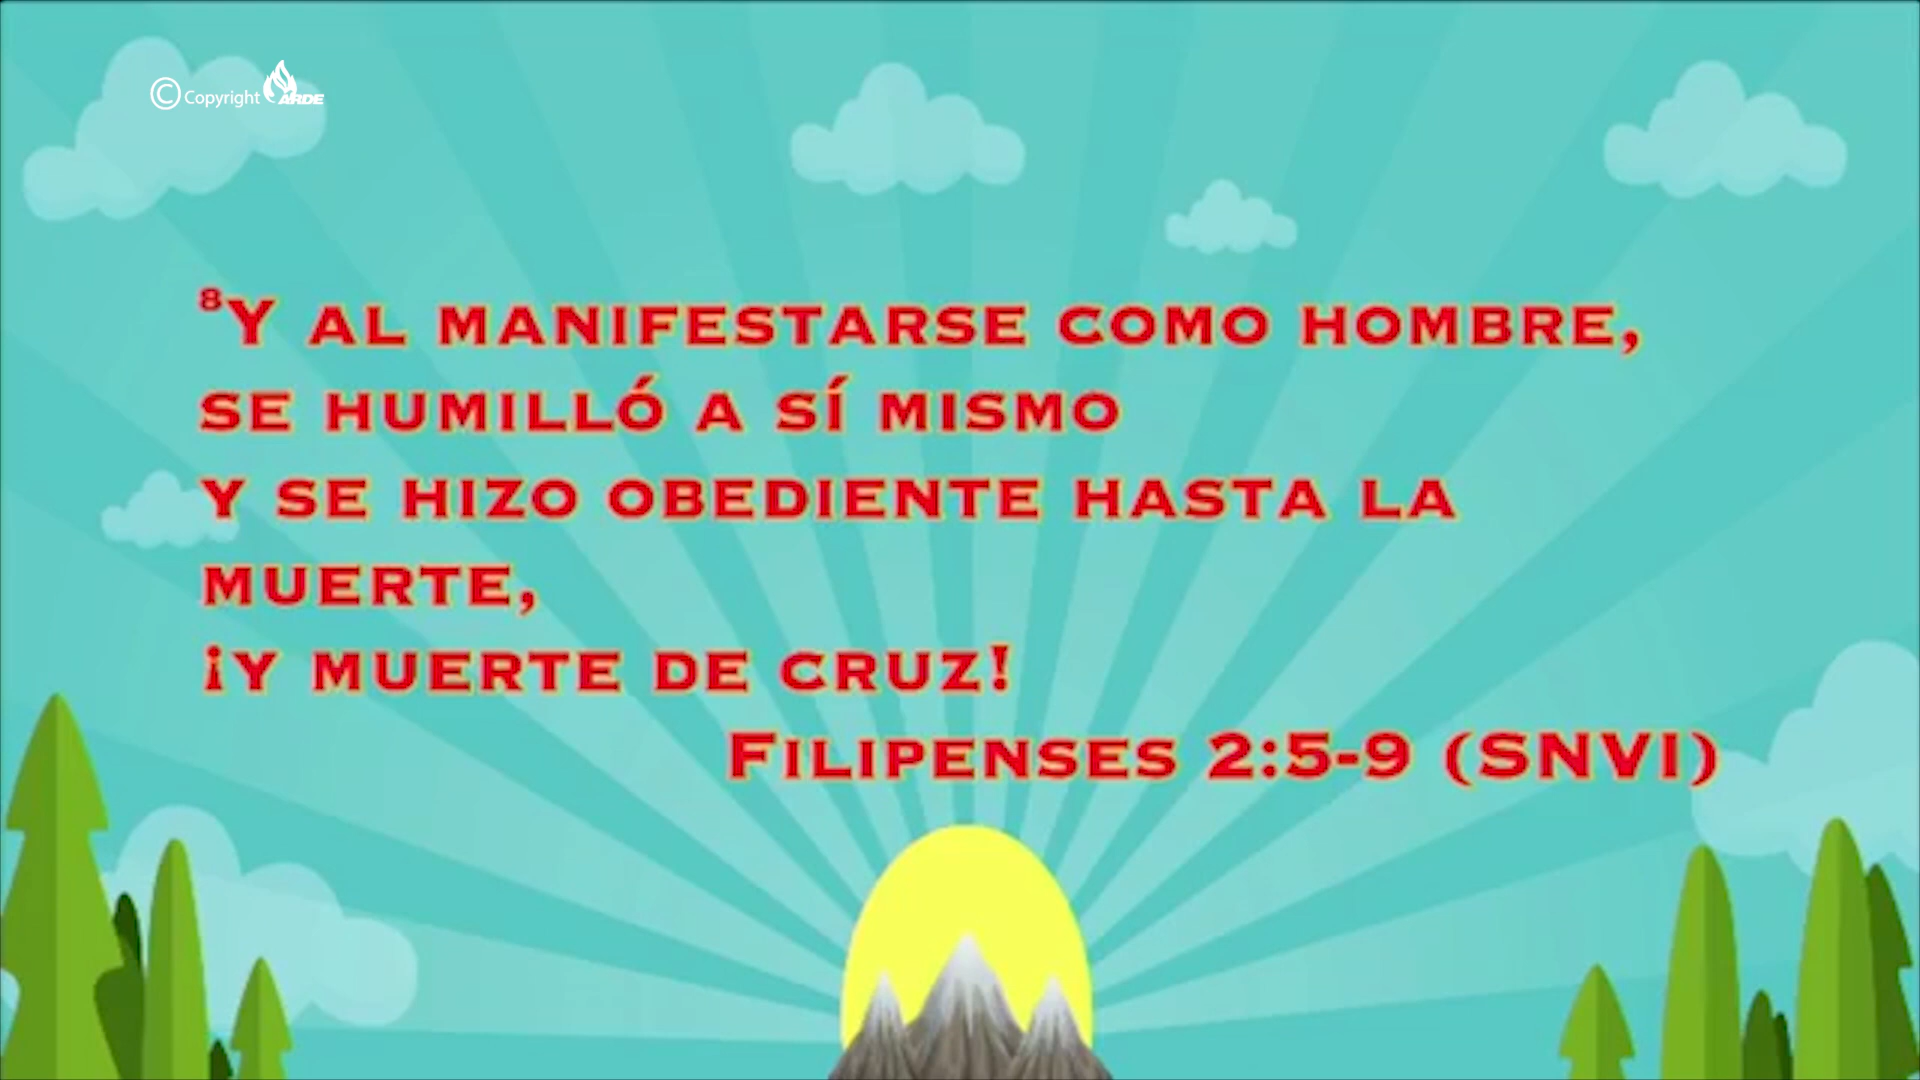 © Copyright ARDE
⁸Y AL MANIFESTARSE COMO HOMBRE,
SE HUMILLÓ A SÍ MISMO
Y SE HIZO OBEDIENTE HASTA LA
MUERTE,
¡Y MUERTE DE CRUZ!
FILIPENSES 2:5-9 (SNVI)